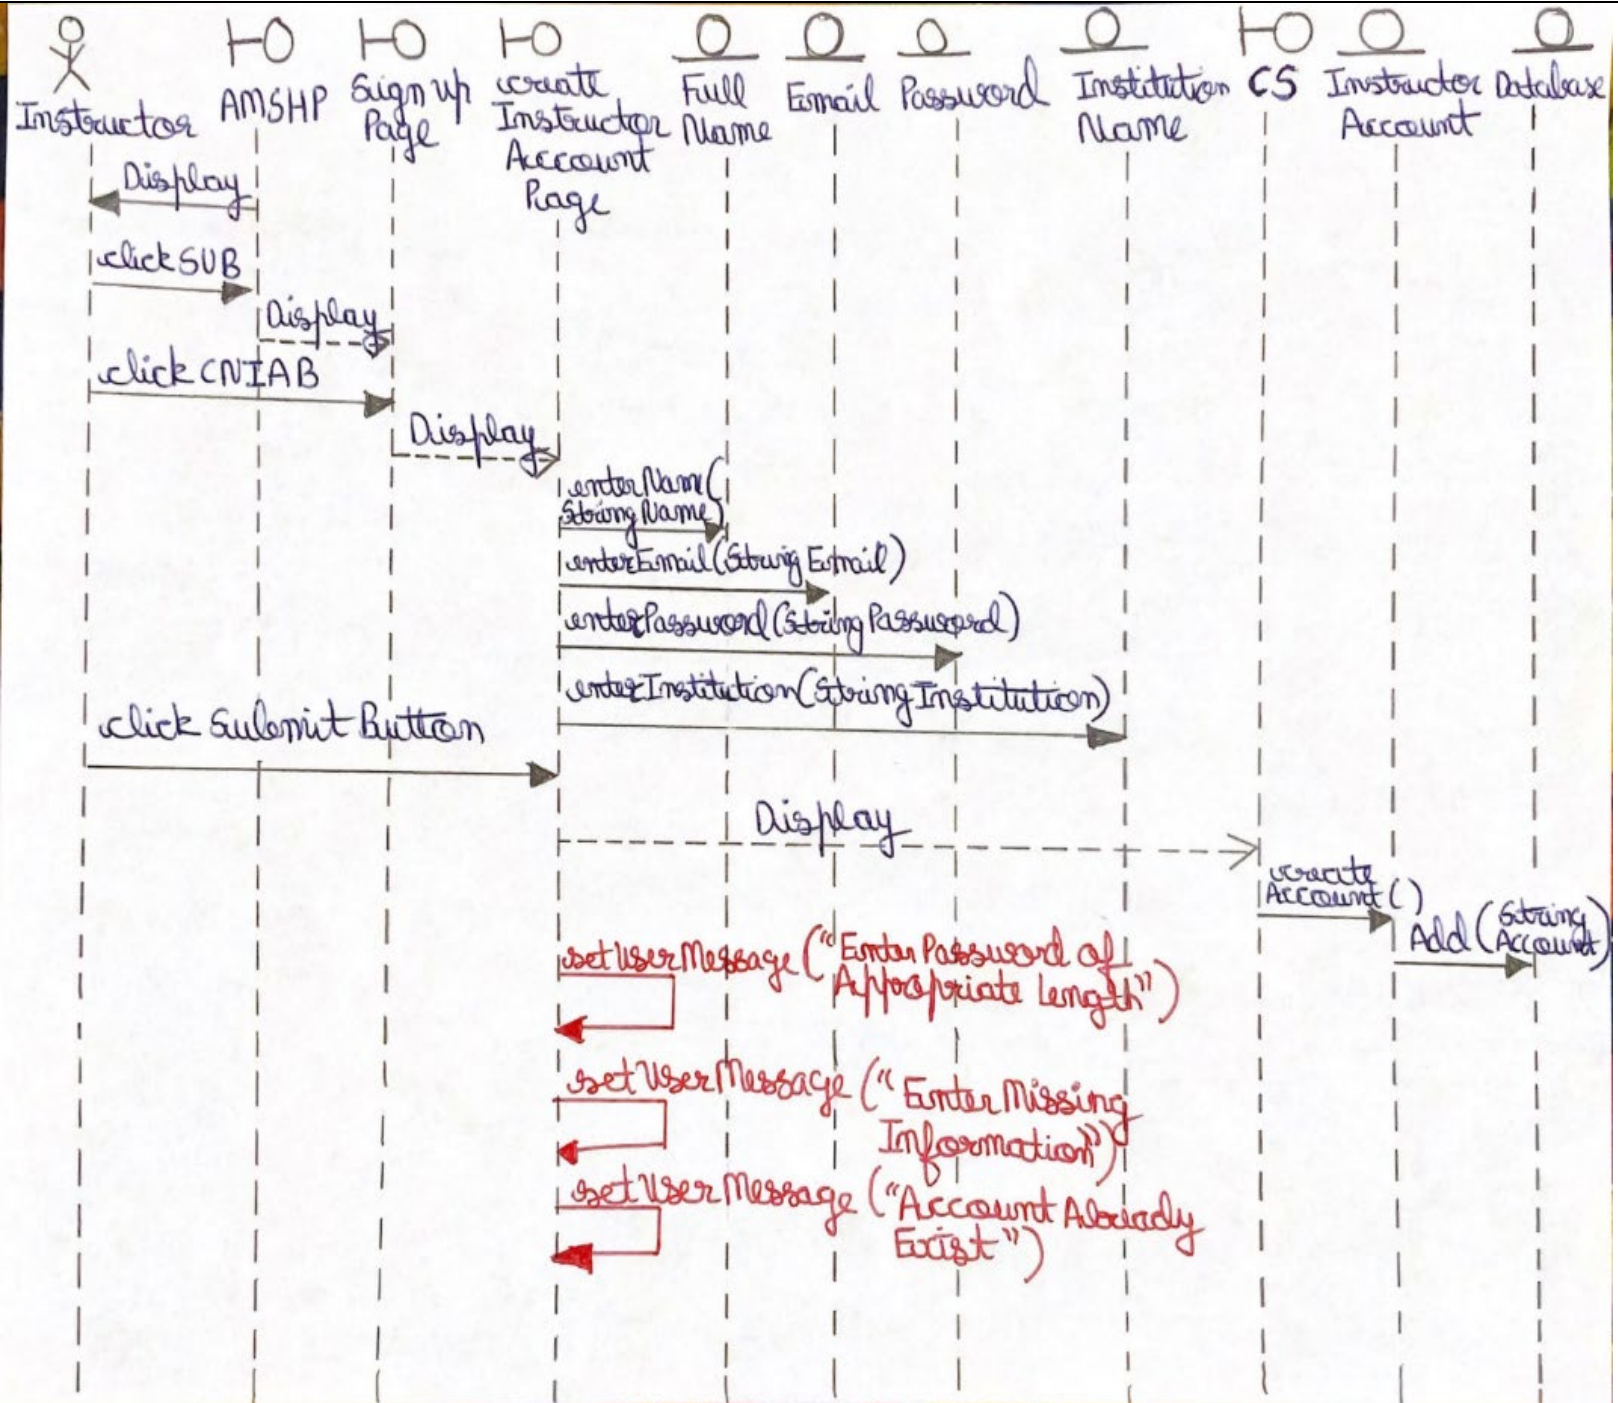 Instructor
AMSHP
Sign up
Page
create
Instructor
Account
Page
Full
Name
Email
Password
Institution
Name
CS
Instructor
Account
Database
Display
click SUB
Display
click CNIAB
Display
enterName(
String Name)
enterEmail(String Email)
enterPassword(String Password)
enterInstitution(String Institution)
click Submit Button
Display
create
Account()
Add (String
Account)
setUserMessage ("Enter Password of
Appropriate Length")
setUserMessage ("Enter Missing
Information")
setUserMessage ("Account Already
Exist")